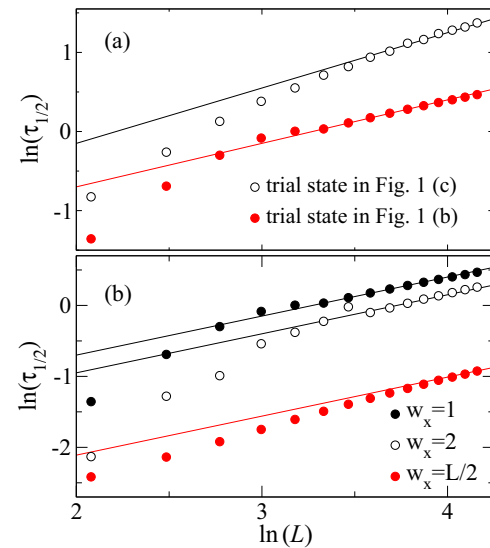 (a)
ln(τ1/2)
1
0
-1
trial state in Fig. 1 (c)
trial state in Fig. 1 (b)
(b)
ln(τ1/2)
0
-1
-2
wx=1
wx=2
wx=L/2
2
3
4
ln (L)